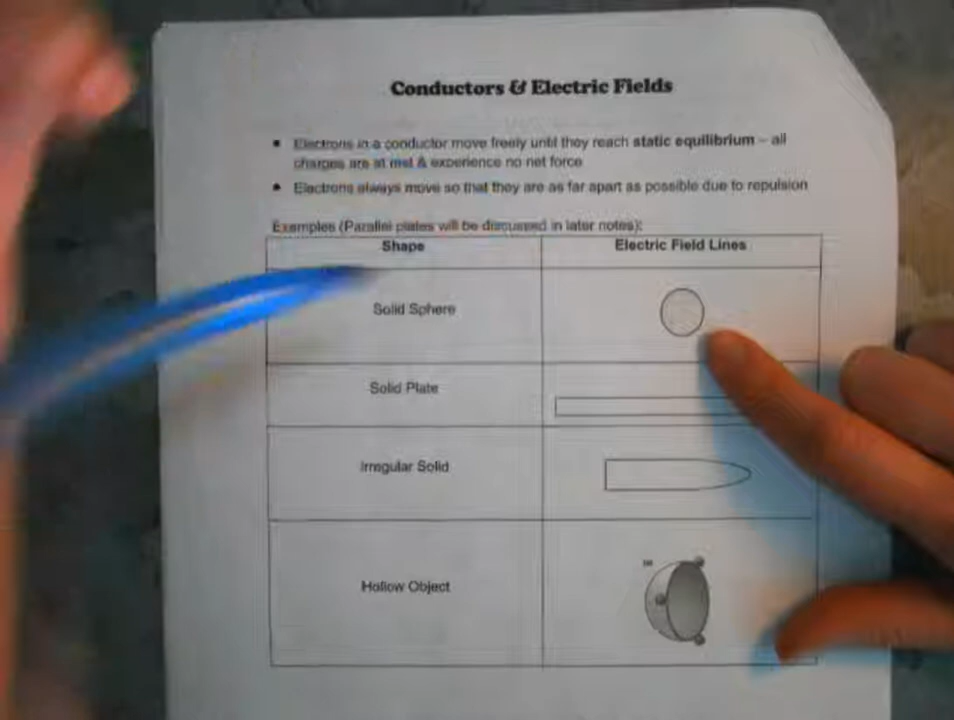 Conductors & Electric Fields
Electrons in a conductor move freely until they reach static equilibrium – all
charges are at rest & experience no net force
Electrons always move so that they are as far apart as possible due to repulsion
Examples (Parallel plates will be discussed in later notes):
Shape Electric Field Lines
Solid Sphere
Solid Plate
Irregular Solid
Hollow Object